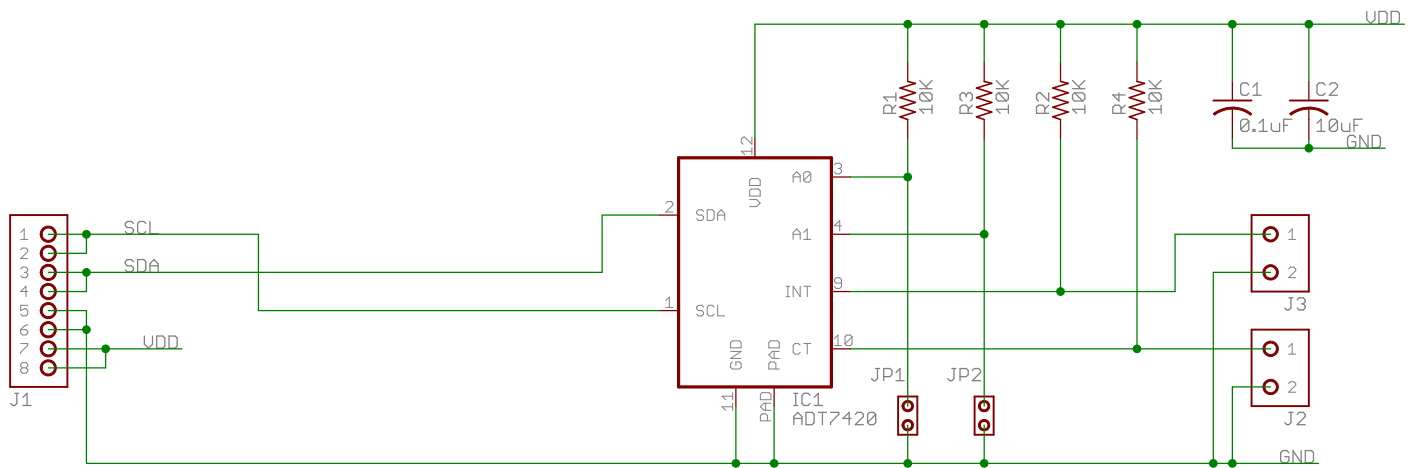 VDD
R1
10K
R3
10K
R2
10K
R4
10K
C1
0.1uF
C2
10uF
GND
12
VDD
A0
3
2
SDA
A1
4
INT
9
1
SCL
CT
10
GND
PAD
11
PAD
IC1
ADT7420
1
2
3
4
5
6
7
8
SCL
SDA
VDD
J1
JP1
JP2
1
2
J3
1
2
J2
GND